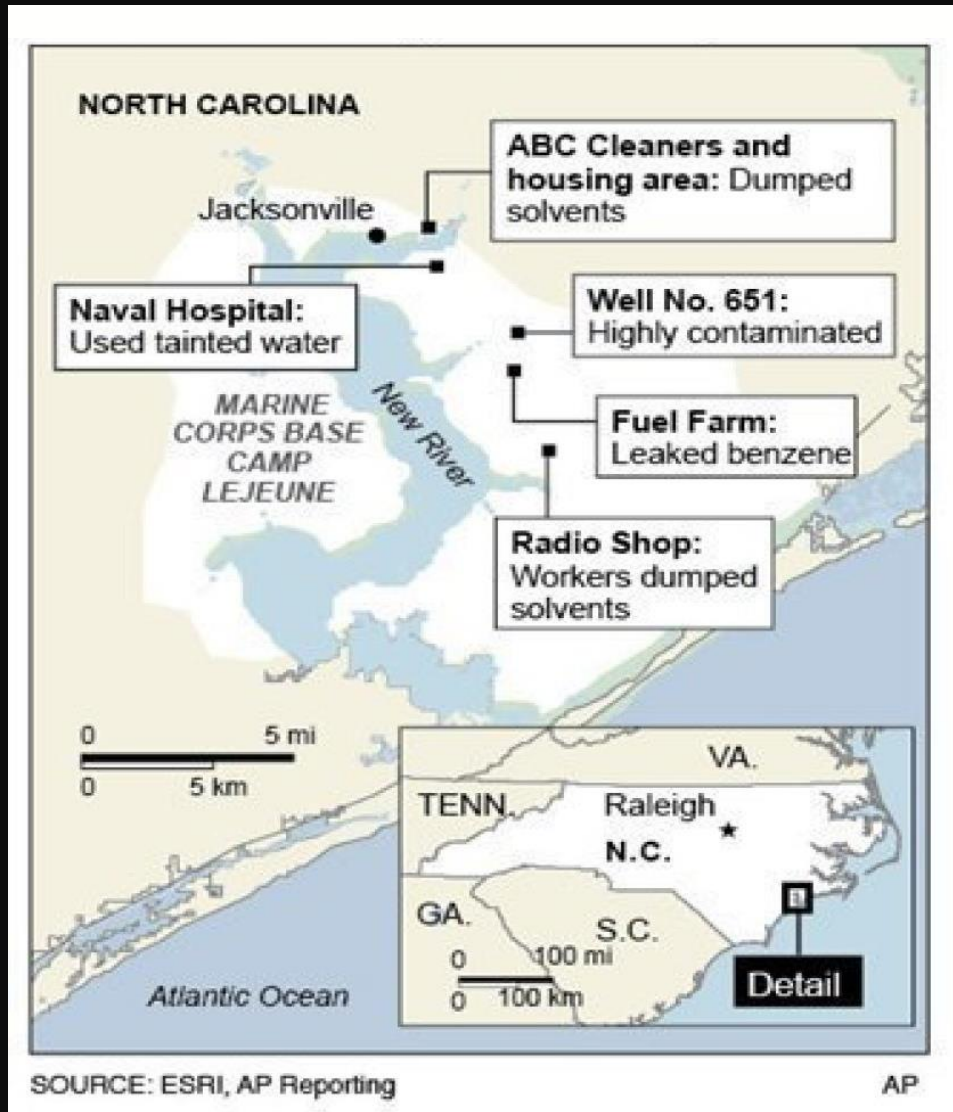 NORTH CAROLINA
ABC Cleaners and
housing area: Dumped
solvents
Jacksonville
Naval Hospital:
Used tainted water
Well No. 651:
Highly contaminated
MARINE
CORPS BASE
CAMP
LEJEUNE
New River
Fuel Farm:
Leaked benzene
Radio Shop:
Workers dumped
solvents
0 5 mi
0 5 km
VA.
TENN.
Raleigh
N.C.
GA.
S.C.
0 100 mi
0 100 km
Detail
Atlantic Ocean
SOURCE: ESRI, AP Reporting
AP